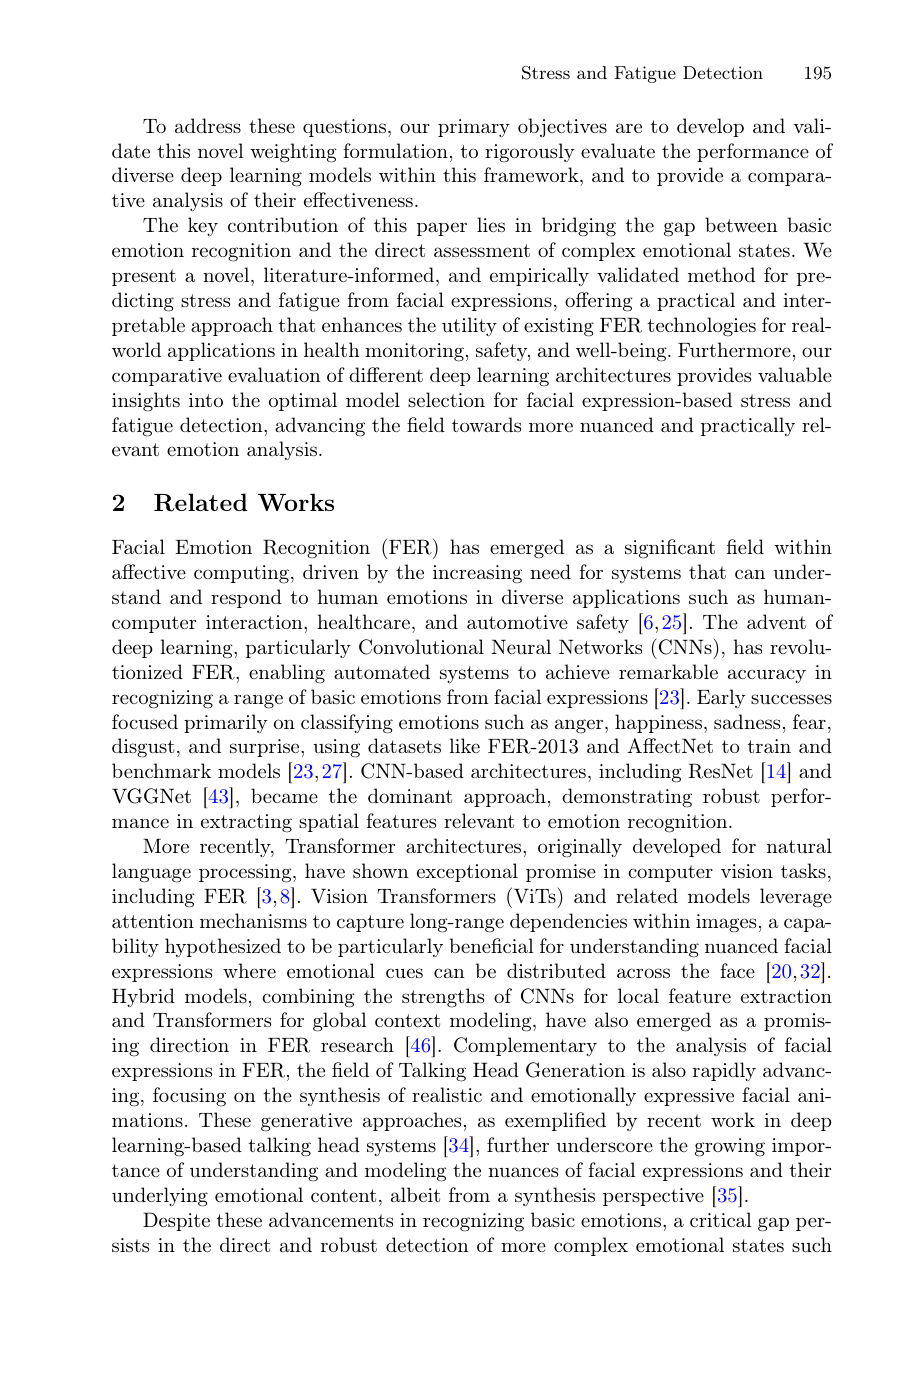 Stress and Fatigue Detection 195
To address these questions, our primary objectives are to develop and vali-
date this novel weighting formulation, to rigorously evaluate the performance of
diverse deep learning models within this framework, and to provide a compara-
tive analysis of their effectiveness.
The key contribution of this paper lies in bridging the gap between basic
emotion recognition and the direct assessment of complex emotional states. We
present a novel, literature-informed, and empirically validated method for pre-
dicting stress and fatigue from facial expressions, offering a practical and inter-
pretable approach that enhances the utility of existing FER technologies for real-
world applications in health monitoring, safety, and well-being. Furthermore, our
comparative evaluation of different deep learning architectures provides valuable
insights into the optimal model selection for facial expression-based stress and
fatigue detection, advancing the field towards more nuanced and practically rel-
evant emotion analysis.
2 Related Works
Facial Emotion Recognition (FER) has emerged as a significant field within
affective computing, driven by the increasing need for systems that can under-
stand and respond to human emotions in diverse applications such as human-
computer interaction, healthcare, and automotive safety [6,25]. The advent of
deep learning, particularly Convolutional Neural Networks (CNNs), has revolu-
tionized FER, enabling automated systems to achieve remarkable accuracy in
recognizing a range of basic emotions from facial expressions [23]. Early successes
focused primarily on classifying emotions such as anger, happiness, sadness, fear,
disgust, and surprise, using datasets like FER-2013 and AffectNet to train and
benchmark models [23,27]. CNN-based architectures, including ResNet [14] and
VGGNet [43], became the dominant approach, demonstrating robust perfor-
mance in extracting spatial features relevant to emotion recognition.
More recently, Transformer architectures, originally developed for natural
language processing, have shown exceptional promise in computer vision tasks,
including FER [3,8]. Vision Transformers (ViTs) and related models leverage
attention mechanisms to capture long-range dependencies within images, a capa-
bility hypothesized to be particularly beneficial for understanding nuanced facial
expressions where emotional cues can be distributed across the face [20,32].
Hybrid models, combining the strengths of CNNs for local feature extraction
and Transformers for global context modeling, have also emerged as a promis-
ing direction in FER research [46]. Complementary to the analysis of facial
expressions in FER, the field of Talking Head Generation is also rapidly advanc-
ing, focusing on the synthesis of realistic and emotionally expressive facial ani-
mations. These generative approaches, as exemplified by recent work in deep
learning-based talking head systems [34], further underscore the growing impor-
tance of understanding and modeling the nuances of facial expressions and their
underlying emotional content, albeit from a synthesis perspective [35].
Despite these advancements in recognizing basic emotions, a critical gap per-
sists in the direct and robust detection of more complex emotional states such